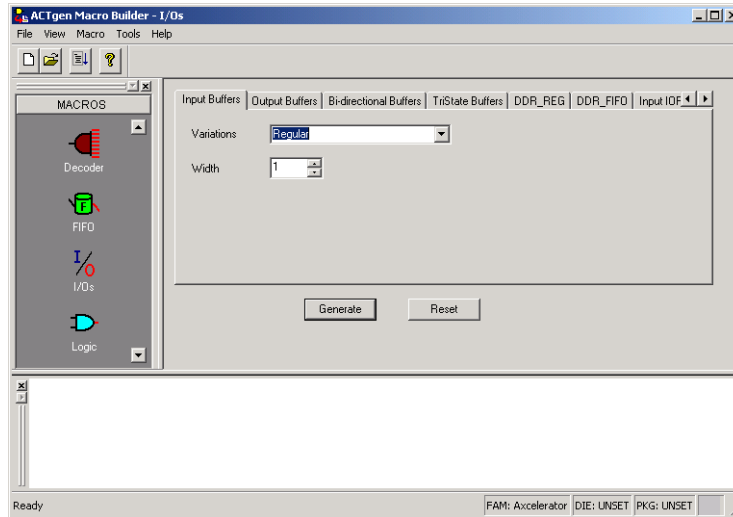 ACTgen Macro Builder - I/Os
File View Macro Tools Help
MACROS
Decoder
FIFO
I/Os
Logic
Input Buffers Output Buffers Bi-directional Buffers TriState Buffers DDR_REG DDR_FIFO Input IOF
Variations Regular
Width 1
Generate Reset
Ready FAM: Axcelerator DIE: UNSET PKG: UNSET